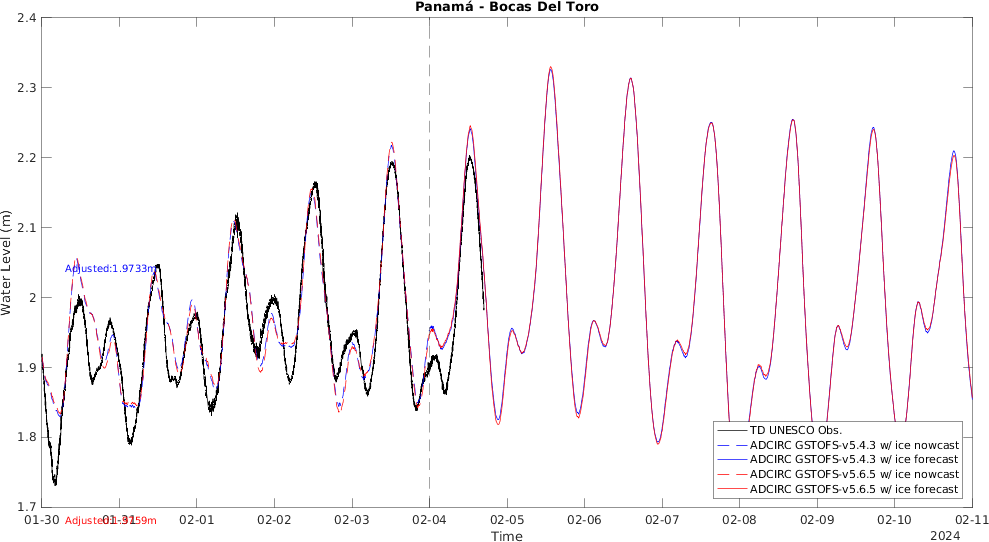 Panamá - Bocas Del Toro
2.4
2.3
2.2
2.1
2
1.9
1.8
1.7
Water Level (m)
Adjusted:1.9733m
TD UNESCO Obs.
ADCIRC GSTOFS-v5.4.3 w/ ice nowcast
ADCIRC GSTOFS-v5.4.3 w/ ice forecast
ADCIRC GSTOFS-v5.6.5 w/ ice nowcast
ADCIRC GSTOFS-v5.6.5 w/ ice forecast
01-30 01-31 02-01 02-02 02-03 02-04 02-05 02-06 02-07 02-08 02-09 02-10 02-11
Time
2024